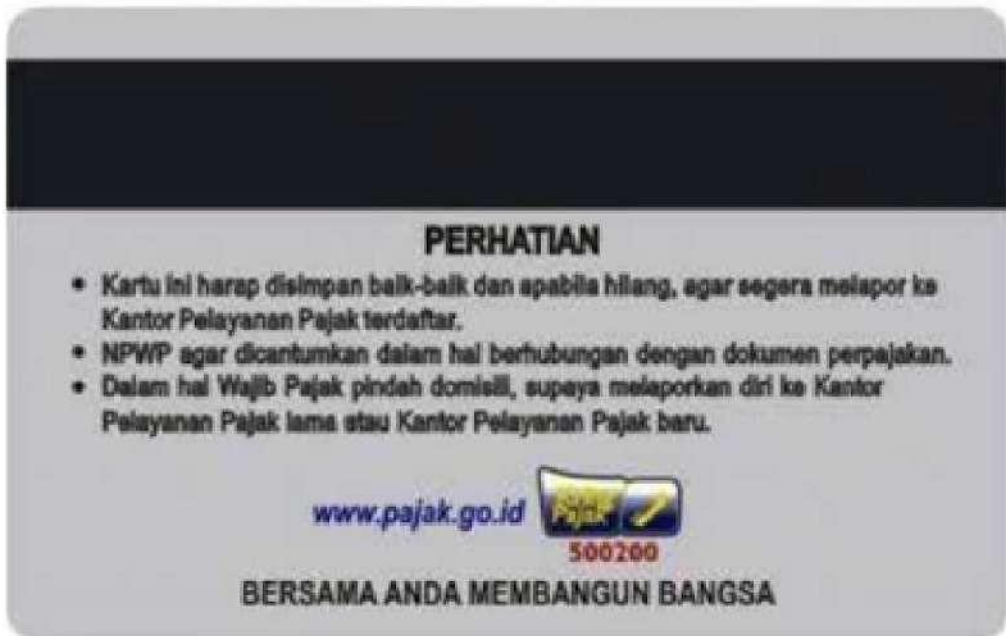 PERHATIAN
• Kartu ini harap disimpan baik-baik dan apabila hilang, agar segera melapor ke
Kantor Pelayanan Pajak terdaftar.
• NPWP agar dicantumkan dalam hal berhubungan dengan dokumen perpajakan.
• Dalam hal Wajib Pajak pindah domisili, supaya melaporkan diri ke Kantor
Pelayanan Pajak lama atau Kantor Pelayanan Pajak baru.
www.pajak.go.id
Pajak
500200
BERSAMA ANDA MEMBANGUN BANGSA